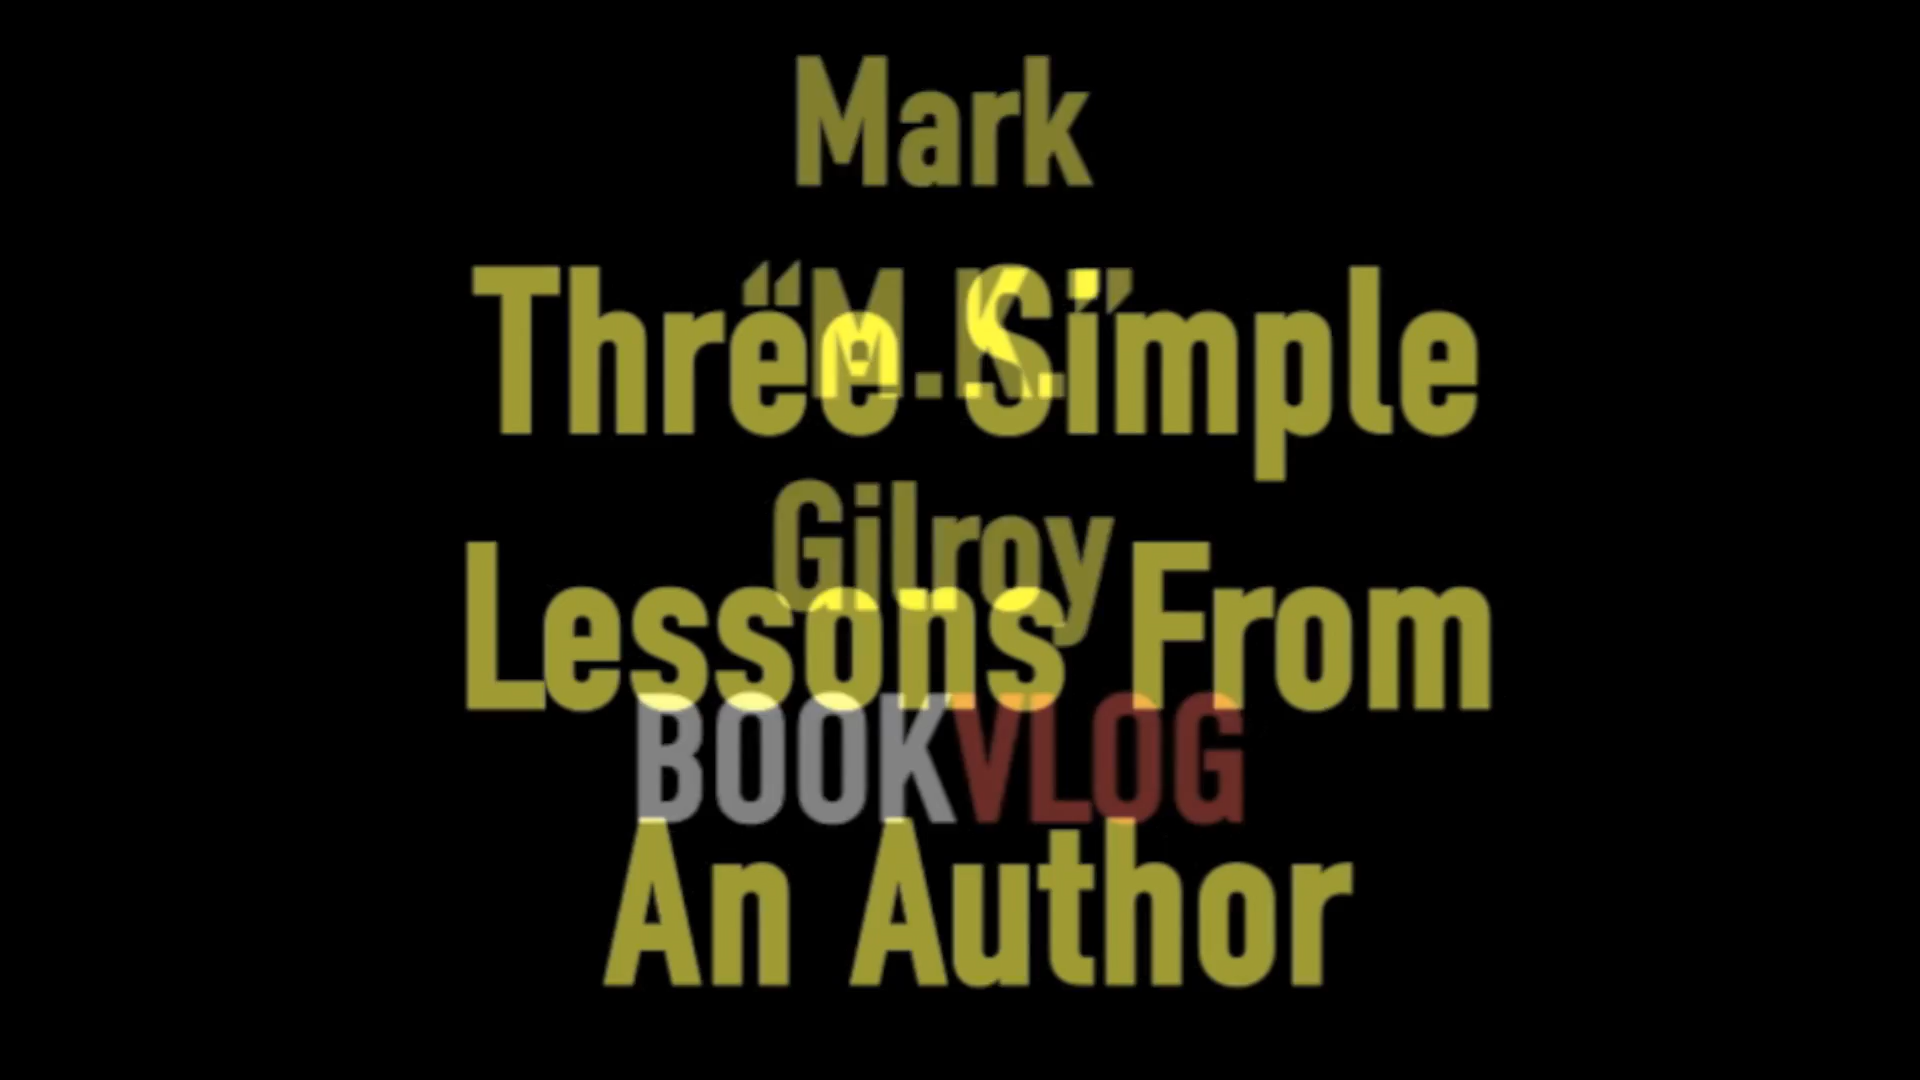 Mark
“M.K.”
Gilroy
BOOKVLOG
Three Simple
Lessons From
An Author